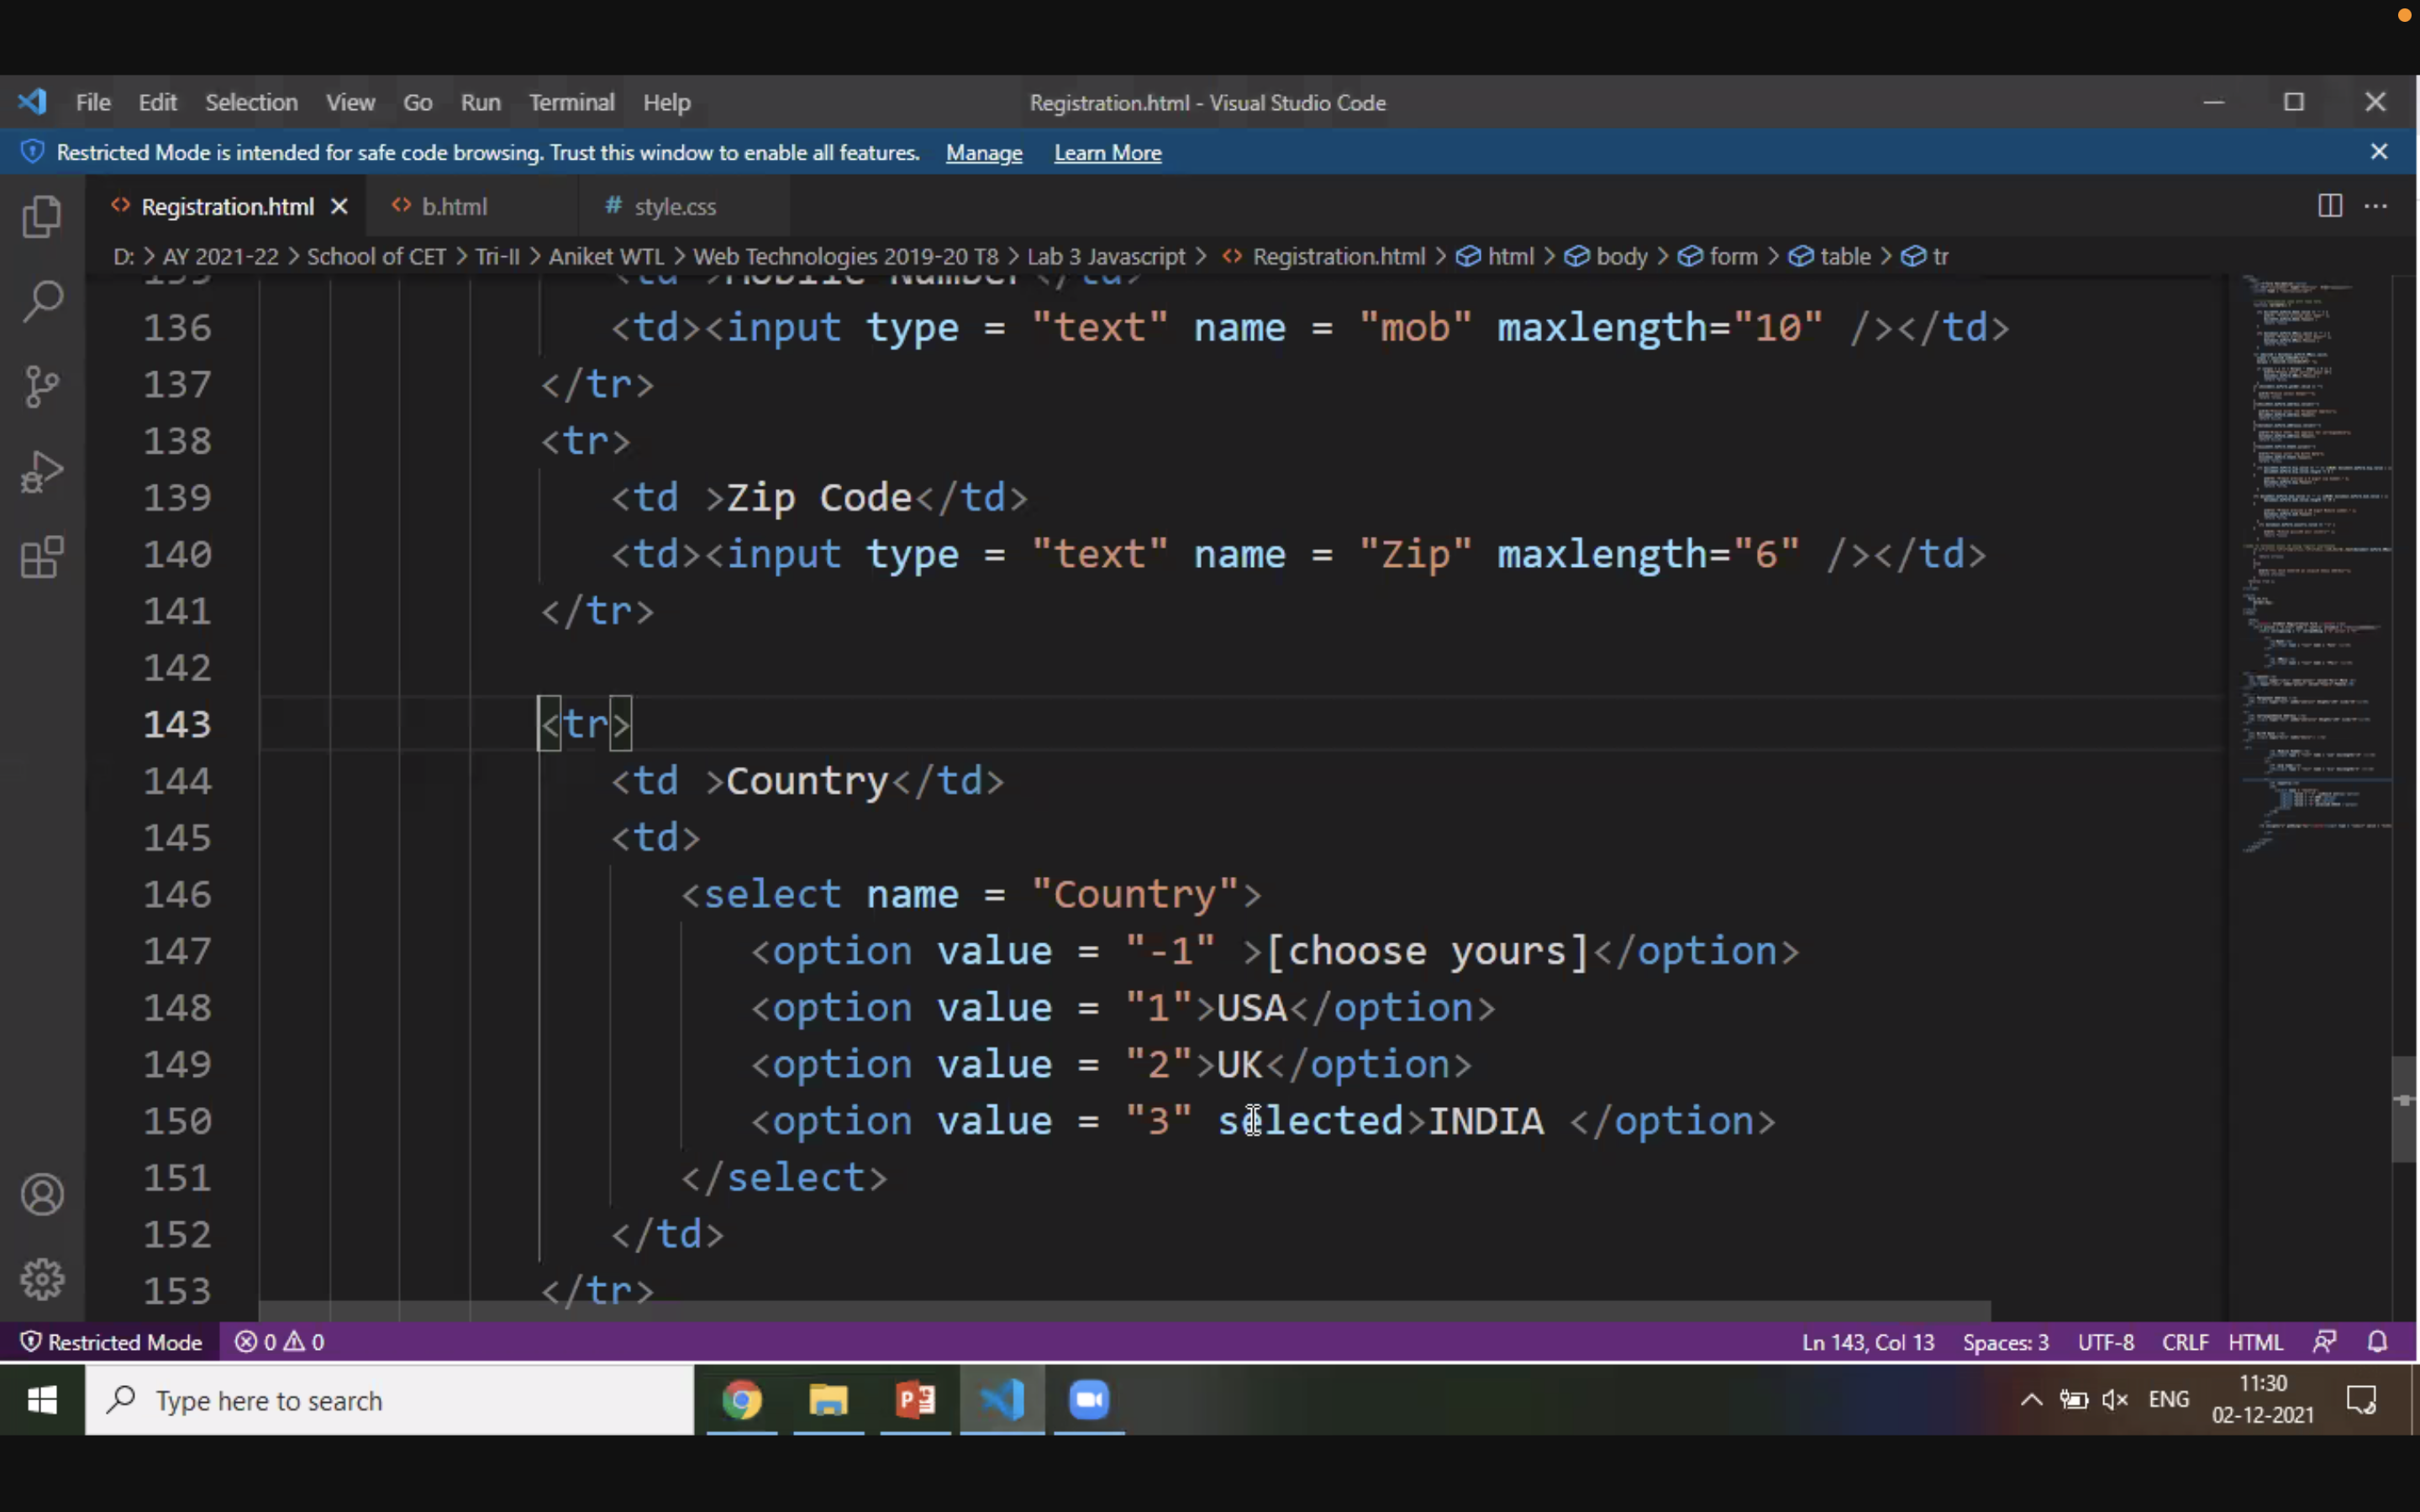 File Edit Selection View Go Run Terminal Help Registration.html - Visual Studio Code
Restricted Mode is intended for safe code browsing. Trust this window to enable all features. Manage Learn More
Registration.html b.html # style.css
D: > AY 2021-22 > School of CET > Tri-II > Aniket WTL > Web Technologies 2019-20 T8 > Lab 3 Javascript > Registration.html > html > body > form > table > tr
135 <td >Mobile Number</td>
136 <td><input type = "text" name = "mob" maxlength="10" /></td>
137 </tr>
138 <tr>
139 <td >Zip Code</td>
140 <td><input type = "text" name = "Zip" maxlength="6" /></td>
141 </tr>
142
143 <tr>
144 <td >Country</td>
145 <td>
146 <select name = "Country">
147 <option value = "-1" >[choose yours]</option>
148 <option value = "1">USA</option>
149 <option value = "2">UK</option>
150 <option value = "3" selected>INDIA </option>
151 </select>
152 </td>
153 </tr>
Restricted Mode 0 0 Ln 143, Col 13 Spaces: 3 UTF-8 CRLF HTML
Type here to search ENG 11:30
02-12-2021